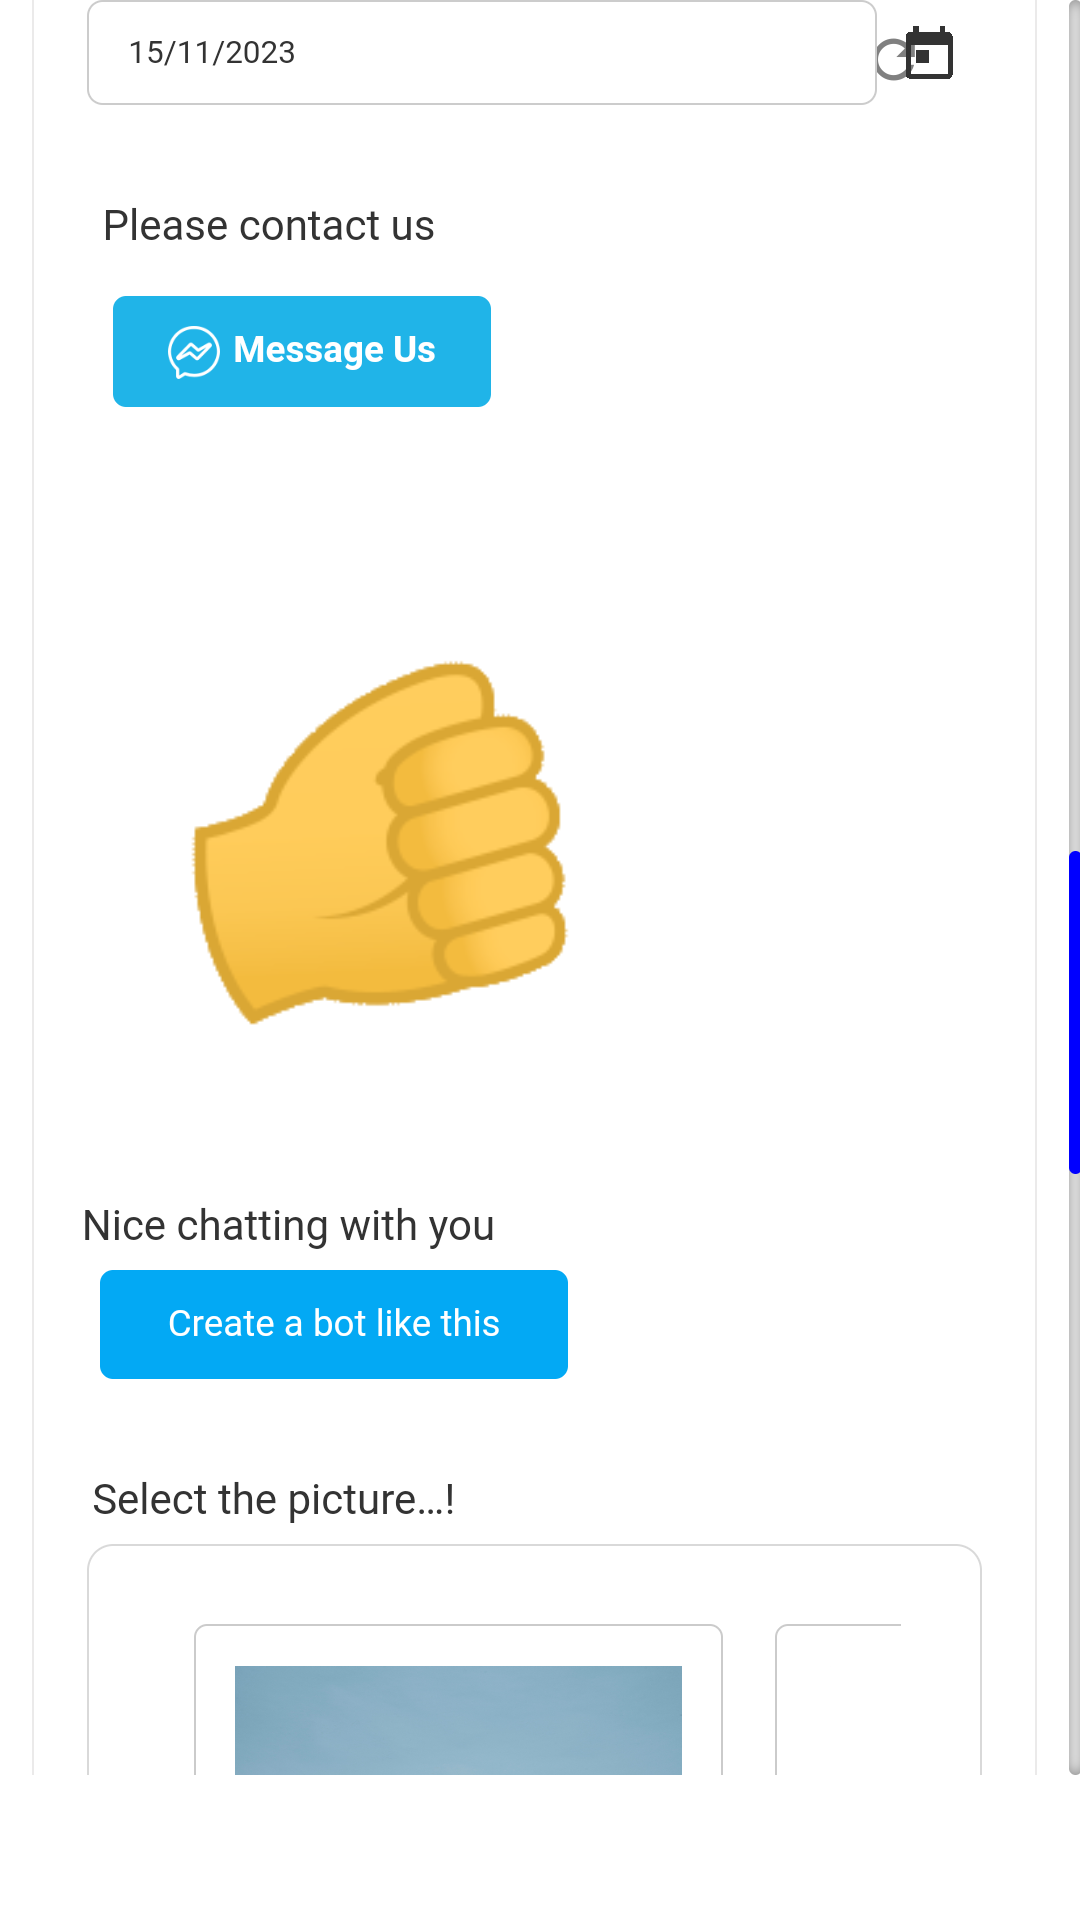 15/11/2023
Please contact us
Message Us
Nice chatting with you
Create a bot like this
Select the picture...!